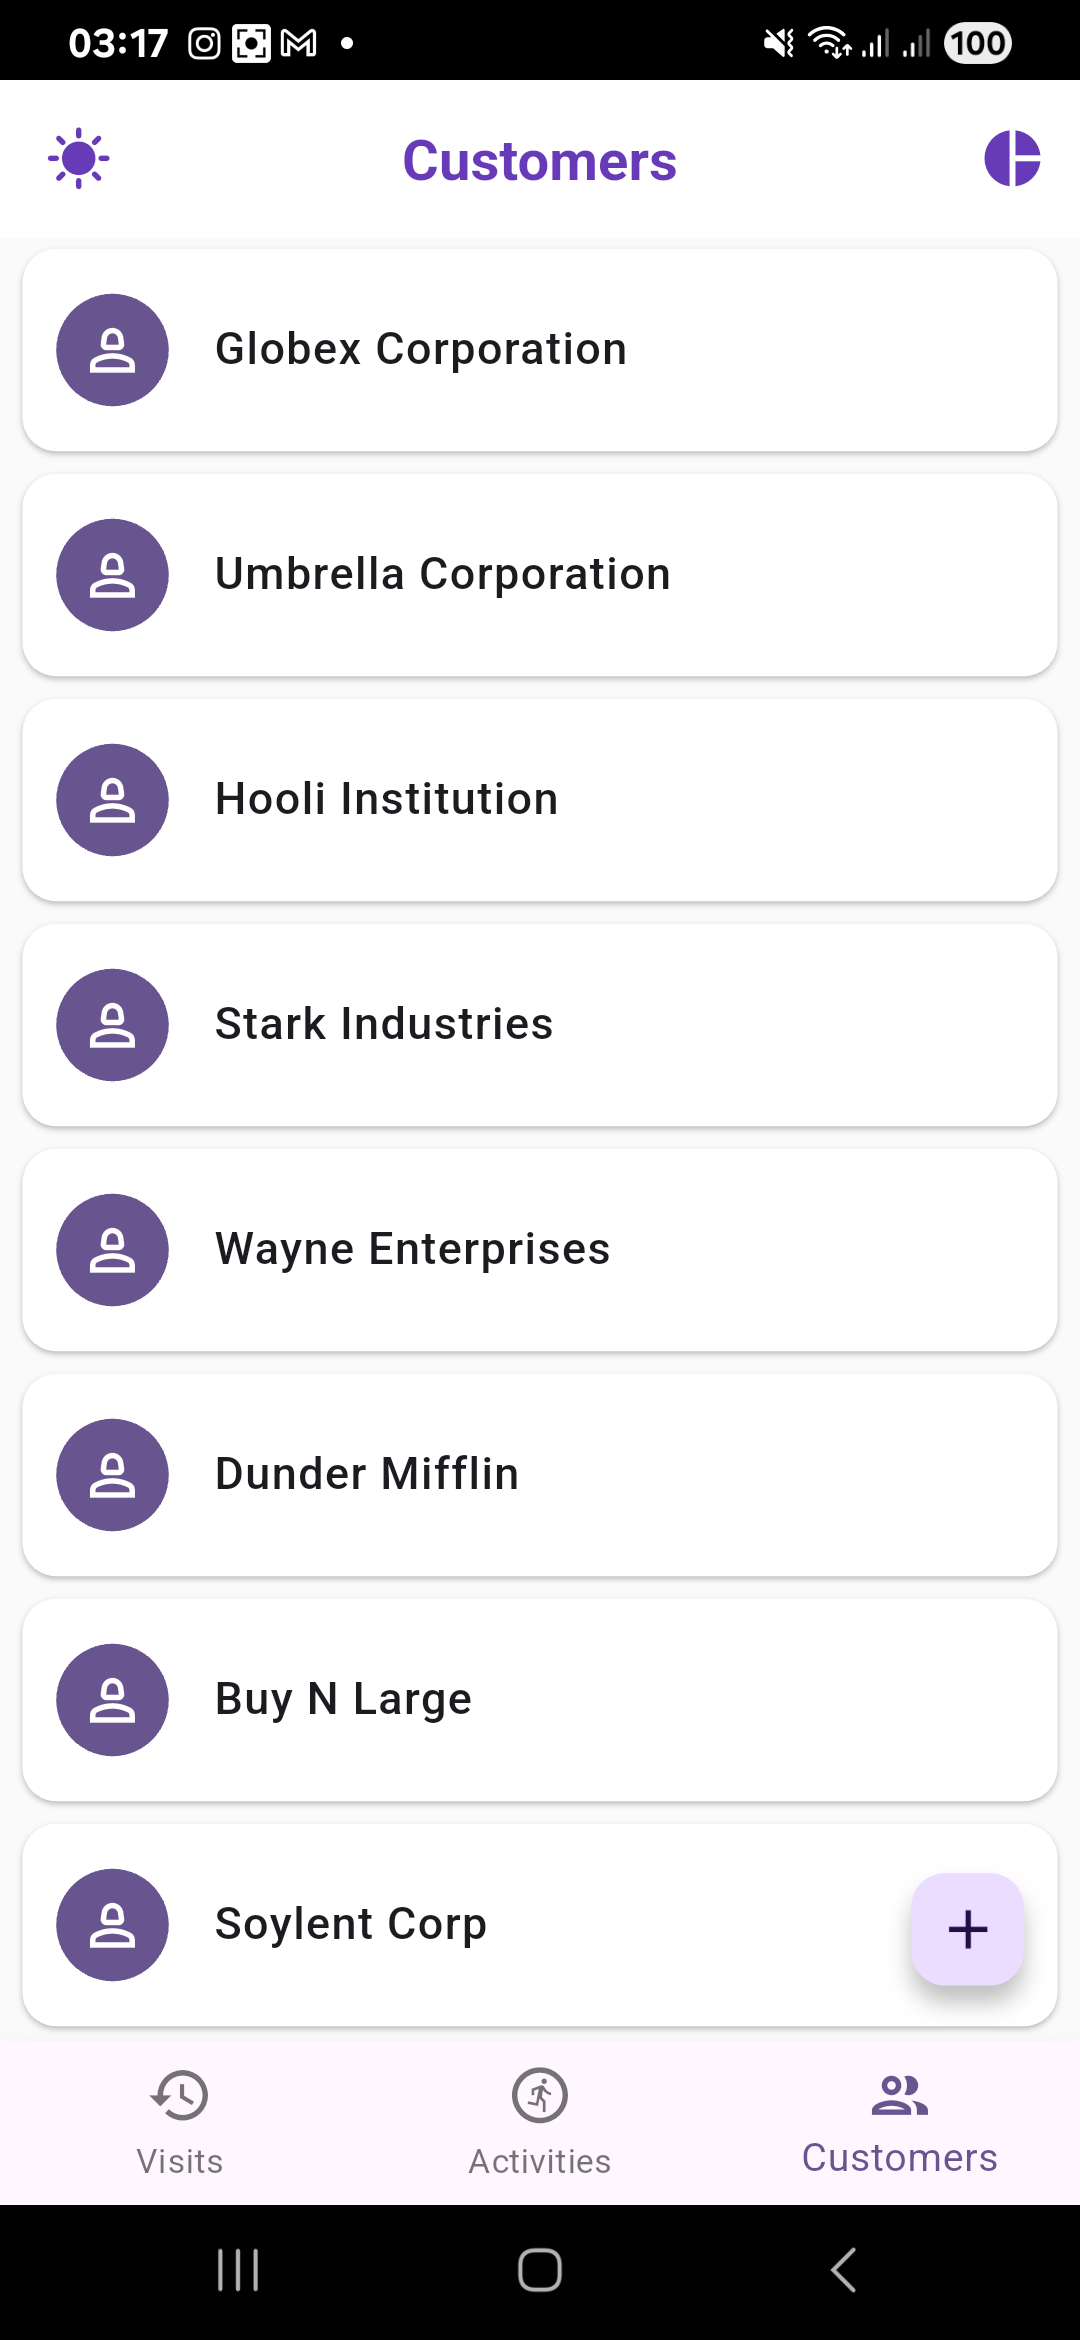 03:17
100
Customers
Globex Corporation
Umbrella Corporation
Hooli Institution
Stark Industries
Wayne Enterprises
Dunder Mifflin
Buy N Large
Soylent Corp
Visits
Activities
Customers